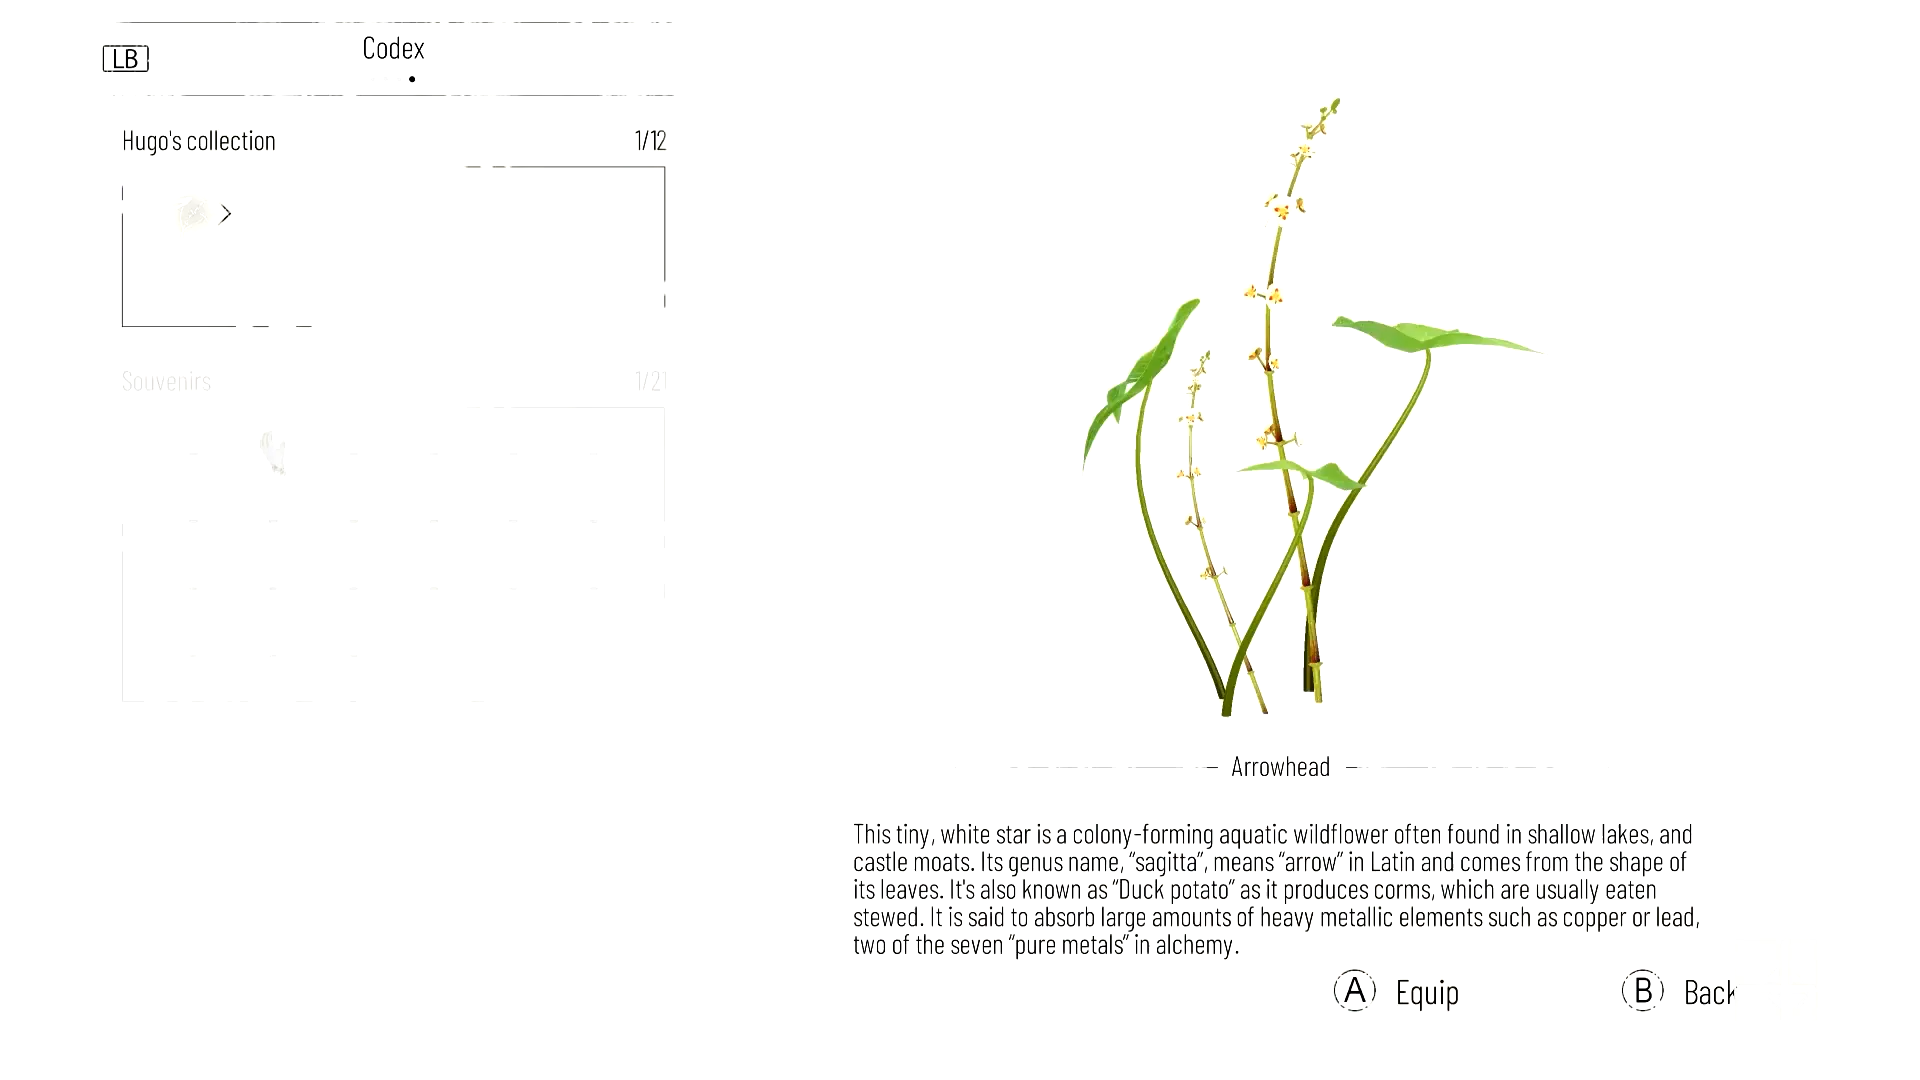 LB
Codex
Hugo's collection
1/12
Souvenirs
1/21
Arrowhead
This tiny, white star is a colony-forming aquatic wildflower often found in shallow lakes, and
castle moats. Its genus name, “sagitta”, means “arrow” in Latin and comes from the shape of
its leaves. It's also known as “Duck potato” as it produces corms, which are usually eaten
stewed. It is said to absorb large amounts of heavy metallic elements such as copper or lead,
two of the seven “pure metals” in alchemy.
A Equip
B Back